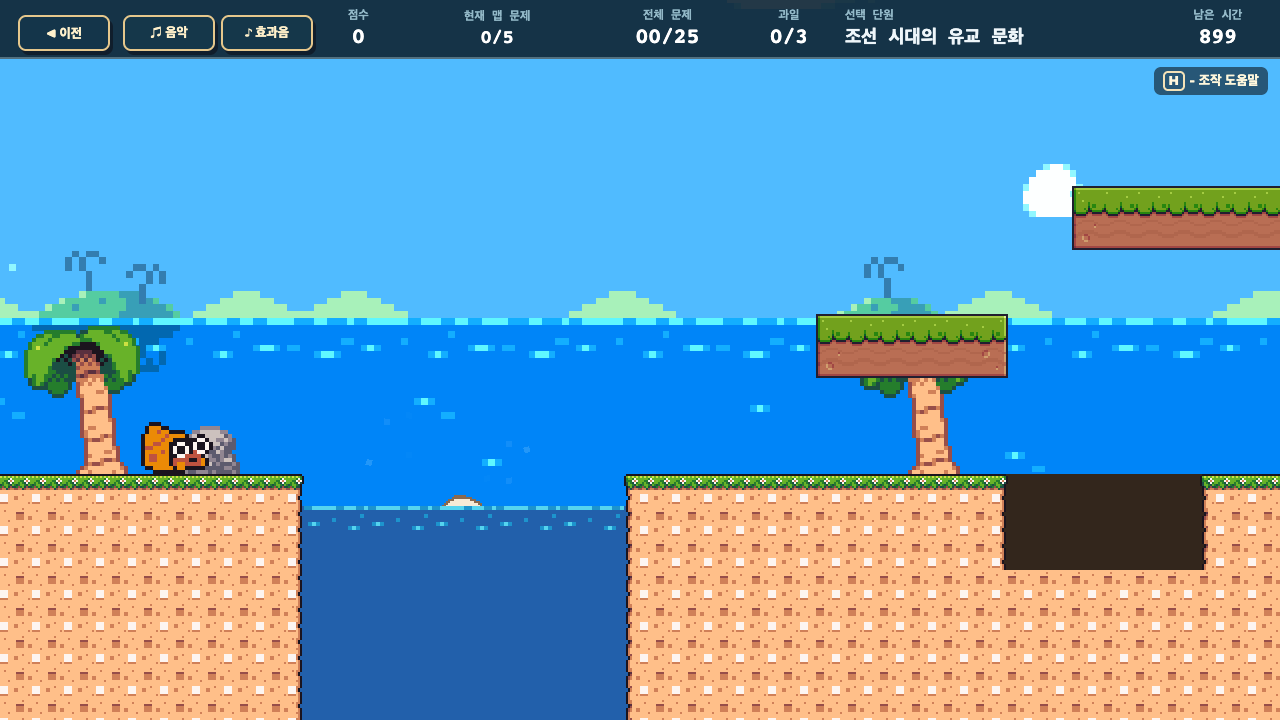 ◀ 이전
♫ 음악
♪ 효과음
점수
0
현재 맵 문제
0/5
전체 문제
00/25
과일
0/3
선택 단원
조선 시대의 유교 문화
남은 시간
899
H - 조작 도움말